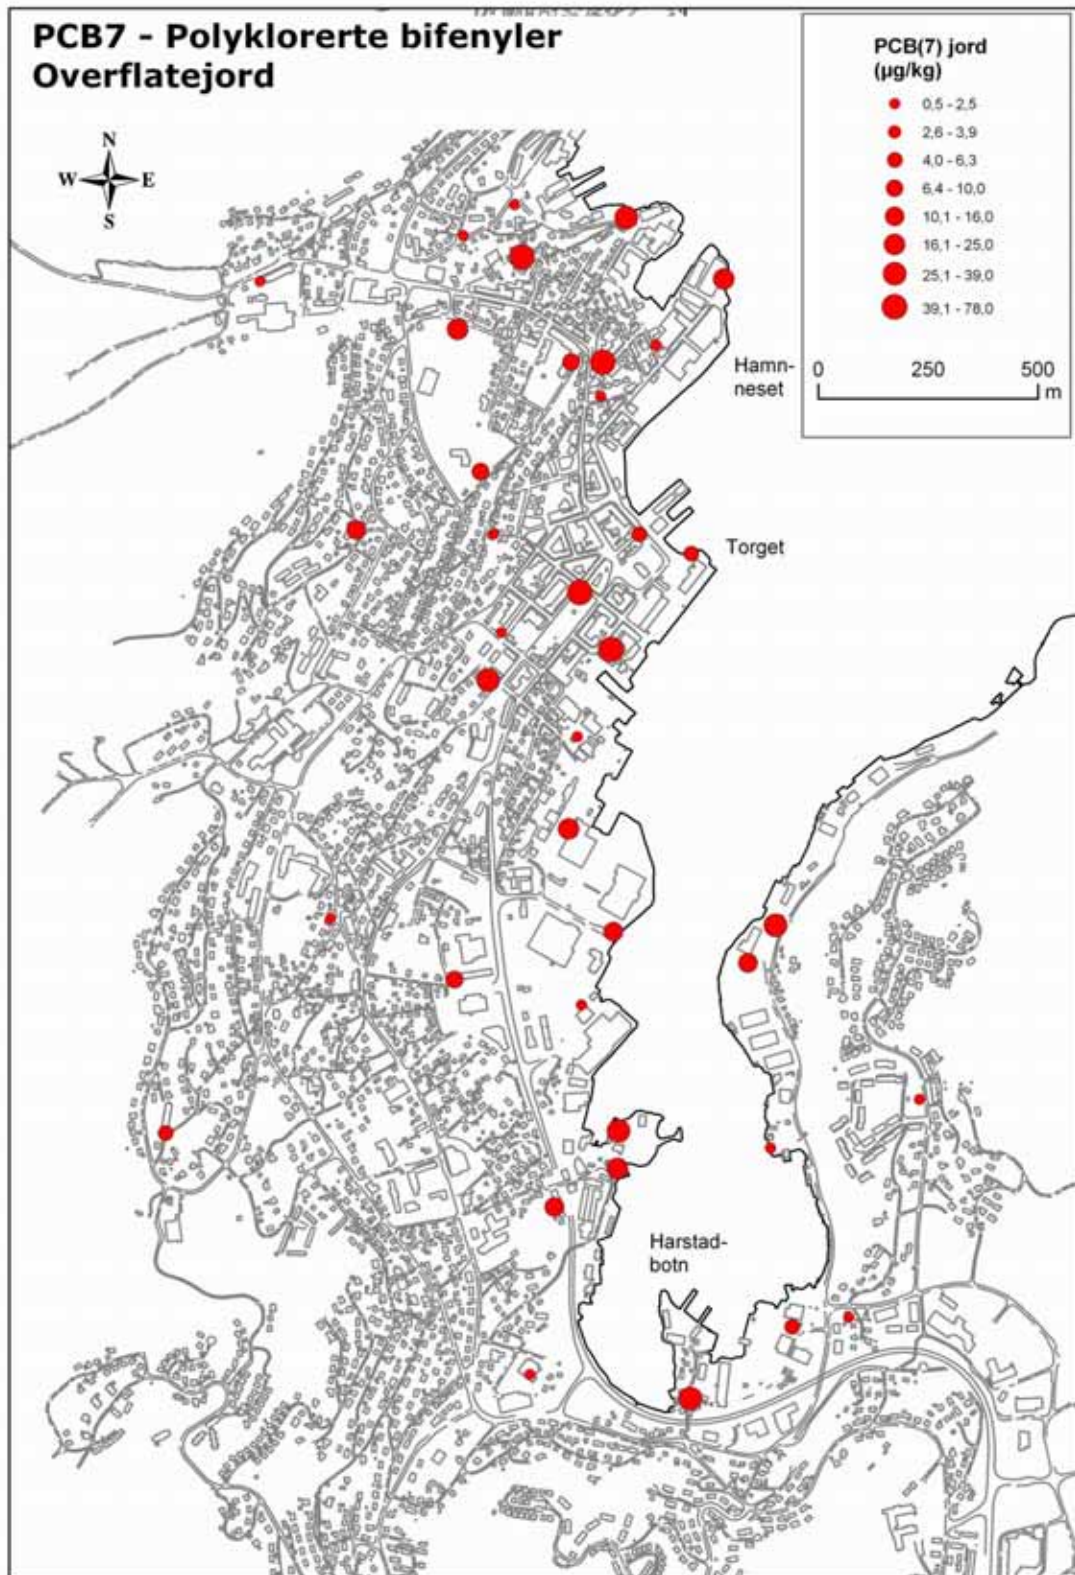 PCB7 - Polyklorerte bifenyler
Overflatejord
N
W E
S
PCB(7) jord
(µg/kg)
0,5 - 2,5
2,6 - 3,9
4,0 - 6,3
6,4 - 10,0
10,1 - 16,0
16,1 - 25,0
25,1 - 39,0
39,1 - 78,0
0 250 500
m
Hamn-
neset
Torget
Harstad-
botn